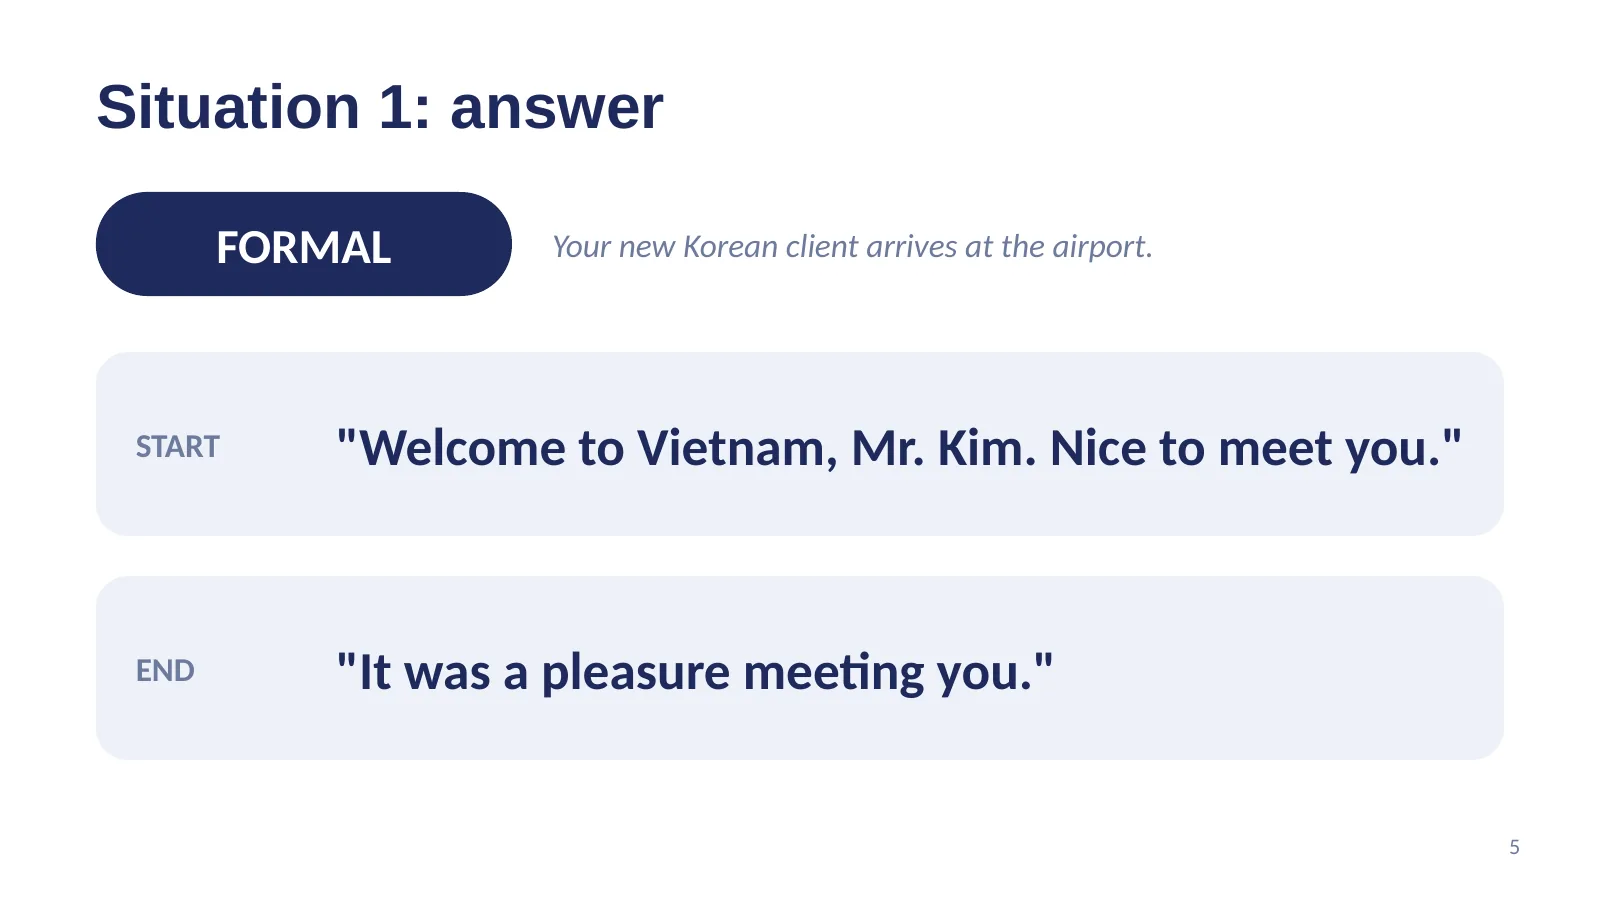 Situation 1: answer
FORMAL
Your new Korean client arrives at the airport.
START
"Welcome to Vietnam, Mr. Kim. Nice to meet you."
END
"It was a pleasure meeting you."
5